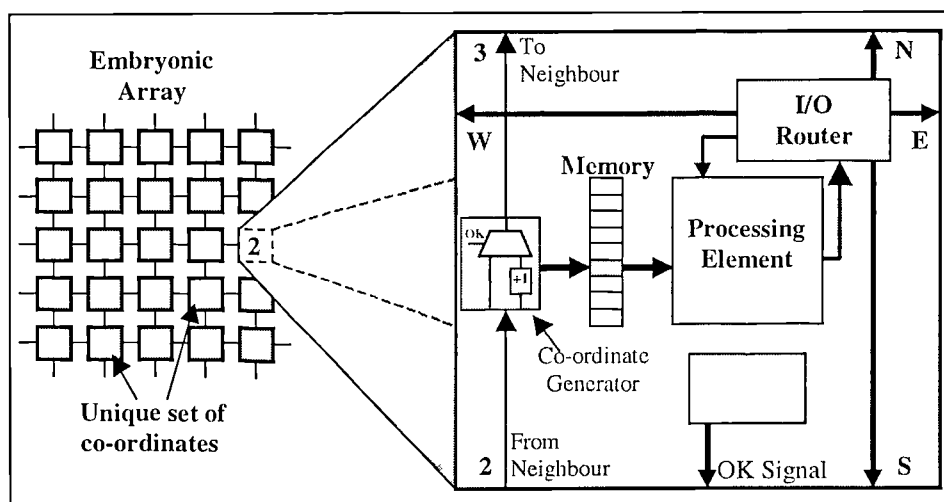 Embryonic
Array
2
Unique set of
co-ordinates
3 To
Neighbour
N
W
I/O
Router
E
Memory
OK
+1
Processing
Element
Co-ordinate
Generator
2 From
Neighbour
OK Signal
S